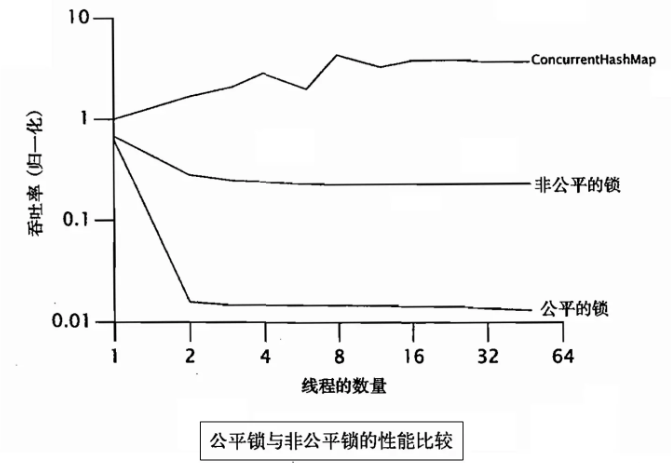 10
1
0.1
0.01
吞吐率 (归一化)
ConcurrentHashMap
非公平的锁
公平的锁
1 2 4 8 16 32 64
线程的数量
公平锁与非公平锁的性能比较